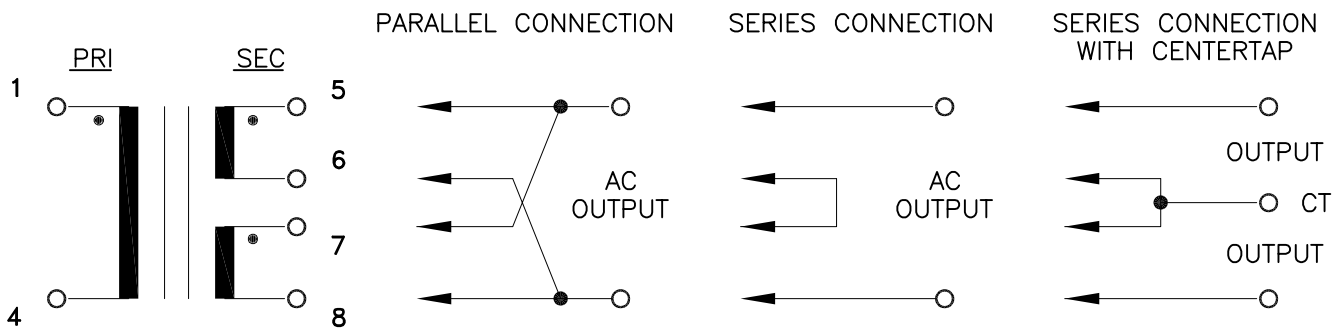 PARALLEL CONNECTION
SERIES CONNECTION
SERIES CONNECTION
WITH CENTERTAP
PRI
SEC
1
5
6
7
4
8
AC
OUTPUT
AC
OUTPUT
OUTPUT
CT
OUTPUT